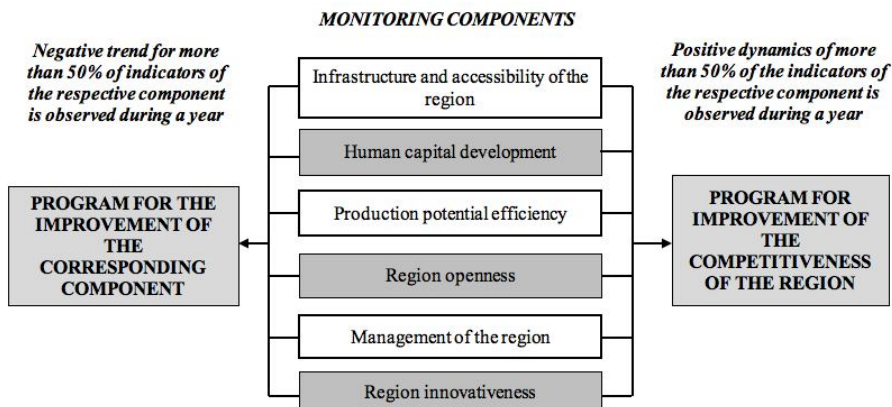 MONITORING COMPONENTS
Negative trend for more
than 50% of indicators of
the respective component
is observed during a year
Positive dynamics of more
than 50% of the indicators of
the respective component is
observed during a year
Infrastructure and accessibility of the
region
Human capital development
Production potential efficiency
Region openness
Management of the region
Region innovativeness
PROGRAM FOR THE
IMPROVEMENT OF
THE
CORRESPONDING
COMPONENT
PROGRAM FOR
IMPROVEMENT OF
THE
COMPETITIVENESS
OF THE REGION